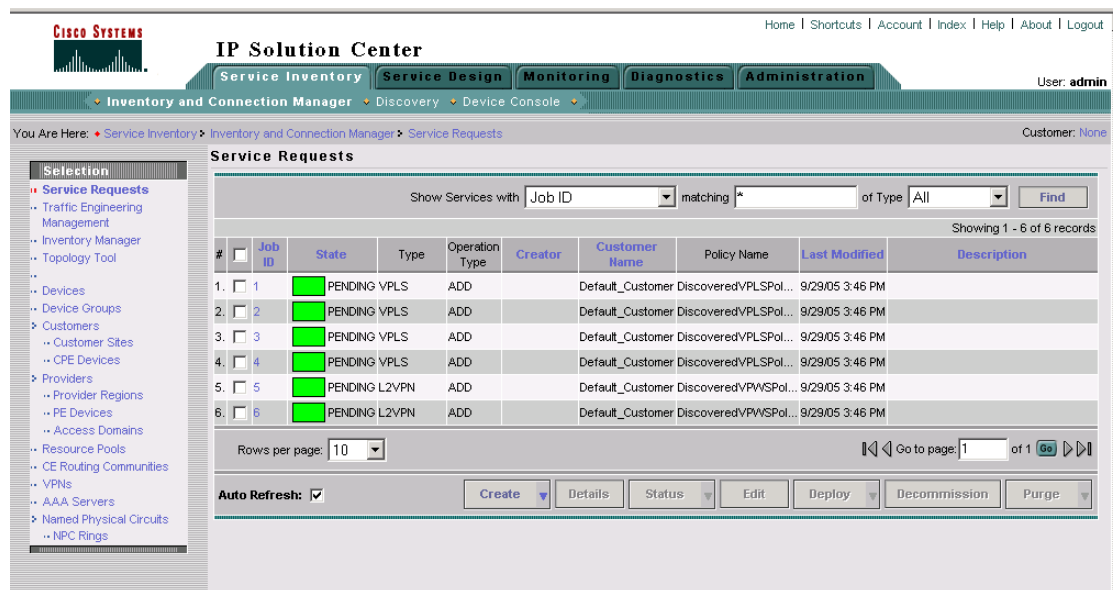 Home | Shortcuts | Account | Index | Help | About | Logout
CISCO SYSTEMS
IP Solution Center
Service Inventory Service Design Monitoring Diagnostics Administration
User: admin
Inventory and Connection Manager Discovery Device Console
You Are Here: Service Inventory Inventory and Connection Manager Service Requests
Customer: None
Service Requests
Selection
Service Requests
Traffic Engineering
Management
Inventory Manager
Topology Tool
Devices
Device Groups
Customers
Customer Sites
CPE Devices
Providers
Provider Regions
PE Devices
Access Domains
Resource Pools
CE Routing Communities
VPNs
AAA Servers
Named Physical Circuits
NPC Rings
Show Services with Job ID matching * of Type All Find
Showing 1 - 6 of 6 records
# Job ID State Type Operation Type Creator Customer Name Policy Name Last Modified Description
1. 1 PENDING VPLS ADD Default_Customer DiscoveredVPLSPol... 9/29/05 3:46 PM
2. 2 PENDING VPLS ADD Default_Customer DiscoveredVPLSPol... 9/29/05 3:46 PM
3. 3 PENDING VPLS ADD Default_Customer DiscoveredVPLSPol... 9/29/05 3:46 PM
4. 4 PENDING VPLS ADD Default_Customer DiscoveredVPLSPol... 9/29/05 3:46 PM
5. 5 PENDING L2VPN ADD Default_Customer DiscoveredVPWSPol... 9/29/05 3:46 PM
6. 6 PENDING L2VPN ADD Default_Customer DiscoveredVPWSPol... 9/29/05 3:46 PM
Rows per page: 10
Go to page: 1 of 1 Go
Auto Refresh:
Create Details Status Edit Deploy Decommission Purge